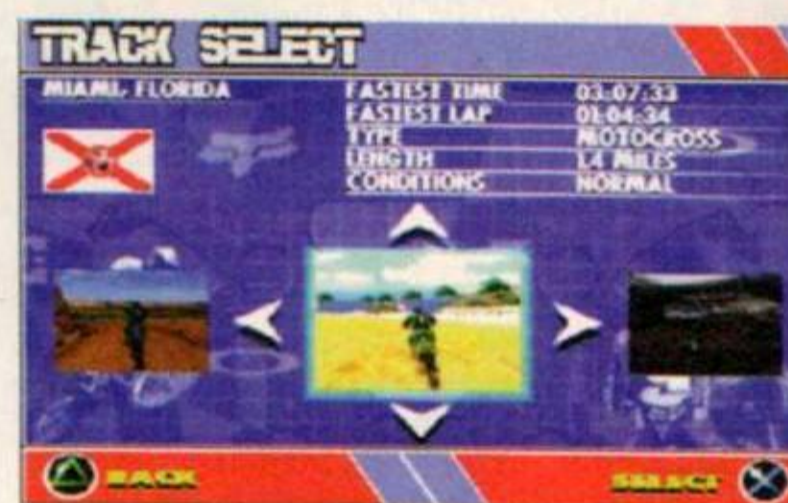 TRACK SELECT
MIAMI, FLORIDA
FASTEST TIME 03:07:33
FASTEST LAP 01:04:34
TYPE MOTOCROSS
LENGTH 1.4 MILES
CONDITIONS NORMAL
BACK SELECT